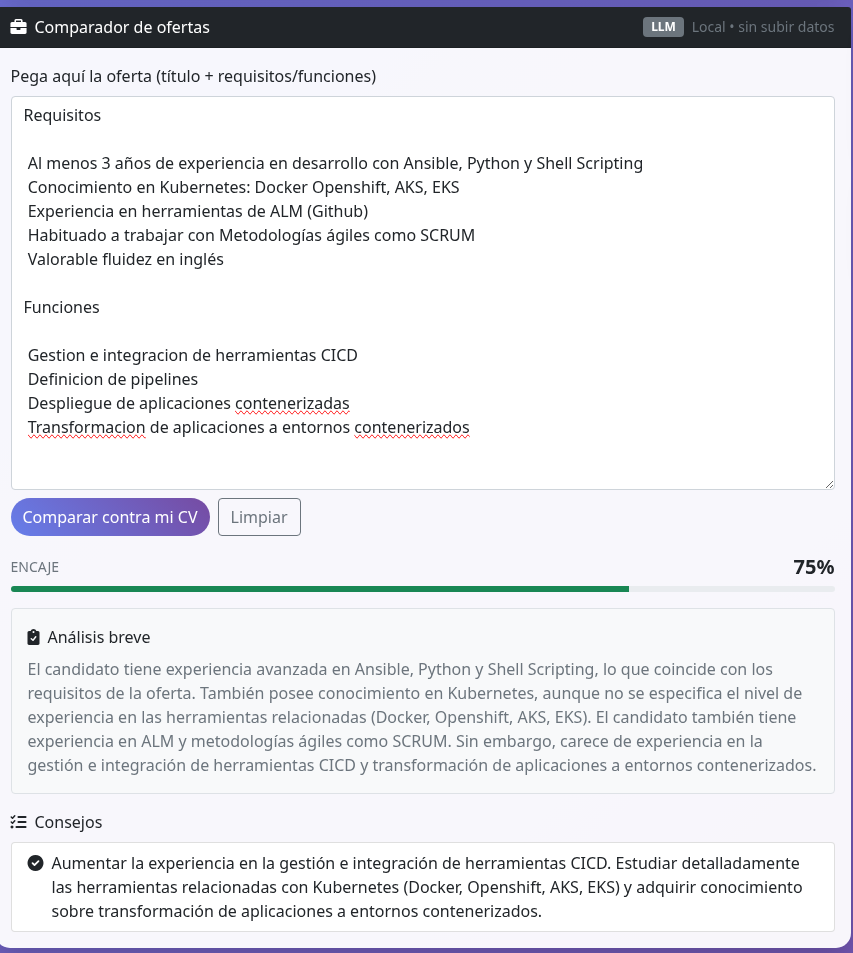 Comparador de ofertas
LLM Local • sin subir datos
Pega aquí la oferta (título + requisitos/funciones)
Requisitos
Al menos 3 años de experiencia en desarrollo con Ansible, Python y Shell Scripting
Conocimiento en Kubernetes: Docker Openshift, AKS, EKS
Experiencia en herramientas de ALM (Github)
Habituado a trabajar con Metodologías ágiles como SCRUM
Valorable fluidez en inglés
Funciones
Gestion e integracion de herramientas CICD
Definicion de pipelines
Despliegue de aplicaciones contenerizadas
Transformacion de aplicaciones a entornos contenerizados
Comparar contra mi CV
Limpiar
ENCAJE
75%
Análisis breve
El candidato tiene experiencia avanzada en Ansible, Python y Shell Scripting, lo que coincide con los
requisitos de la oferta. También posee conocimiento en Kubernetes, aunque no se especifica el nivel de
experiencia en las herramientas relacionadas (Docker, Openshift, AKS, EKS). El candidato también tiene
experiencia en ALM y metodologías ágiles como SCRUM. Sin embargo, carece de experiencia en la
gestión e integración de herramientas CICD y transformación de aplicaciones a entornos contenerizados.
Consejos
Aumentar la experiencia en la gestión e integración de herramientas CICD. Estudiar detalladamente
las herramientas relacionadas con Kubernetes (Docker, Openshift, AKS, EKS) y adquirir conocimiento
sobre transformación de aplicaciones a entornos contenerizados.